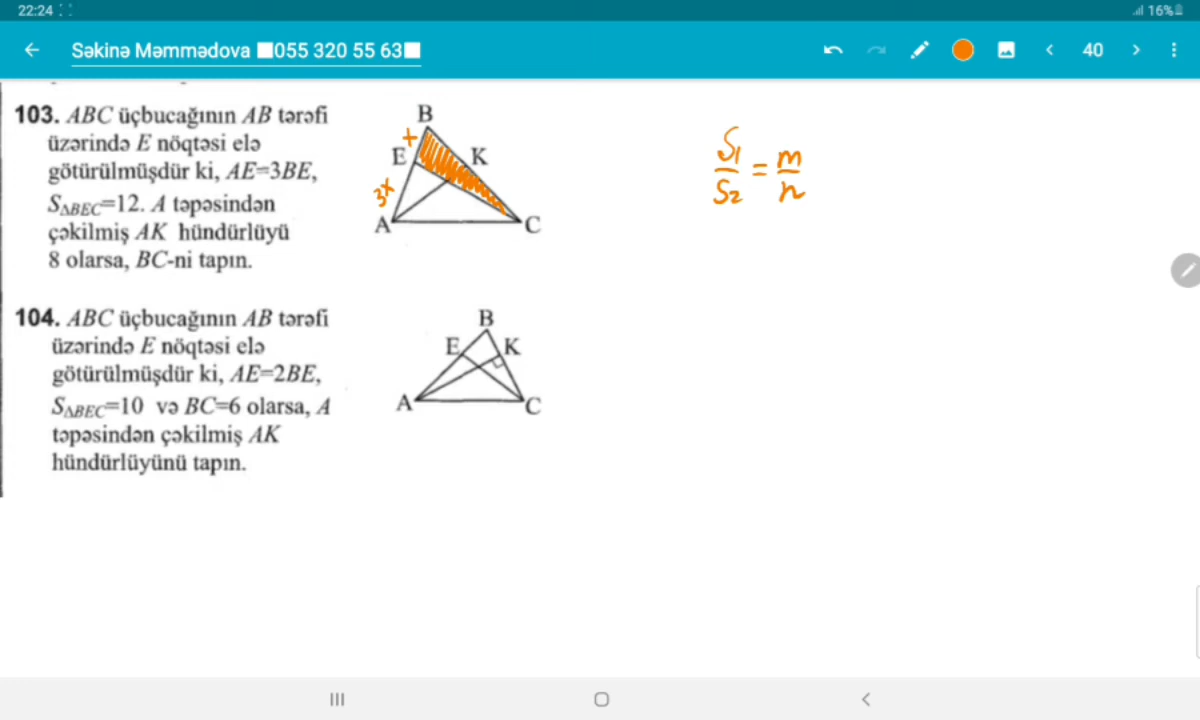 22:24
16%
Səkinə Məmmədova 055 320 55 63
40
103. ABC üçbucağının AB tərəfi
üzərində E nöqtəsi elə
götürülmüşdür ki, AE=3BE,
S∆BEC=12. A təpəsindən
çəkilmiş AK hündürlüyü
8 olarsa, BC-ni tapın.
B
E
K
A
C
3x
S1/S2 = m/n
104. ABC üçbucağının AB tərəfi
üzərində E nöqtəsi elə
götürülmüşdür ki, AE=2BE,
S∆BEC=10 və BC=6 olarsa, A
təpəsindən çəkilmiş AK
hündürlüyünü tapın.
B
E
K
A
C